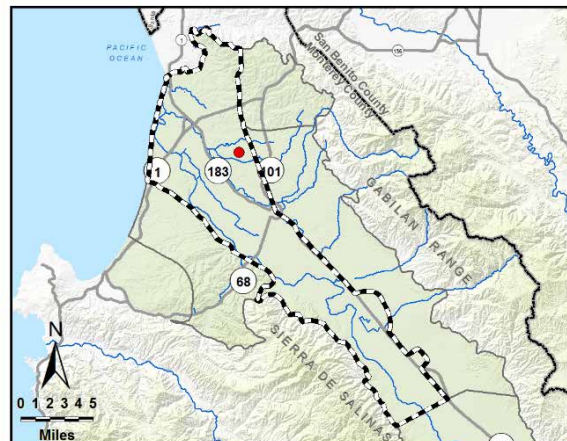 PACIFIC
OCEAN
1
156
San Benito County
Monterey County
1
183
101
GABILAN RANGE
68
SIERRA DE SALINAS
N
0 1 2 3 4 5
Miles